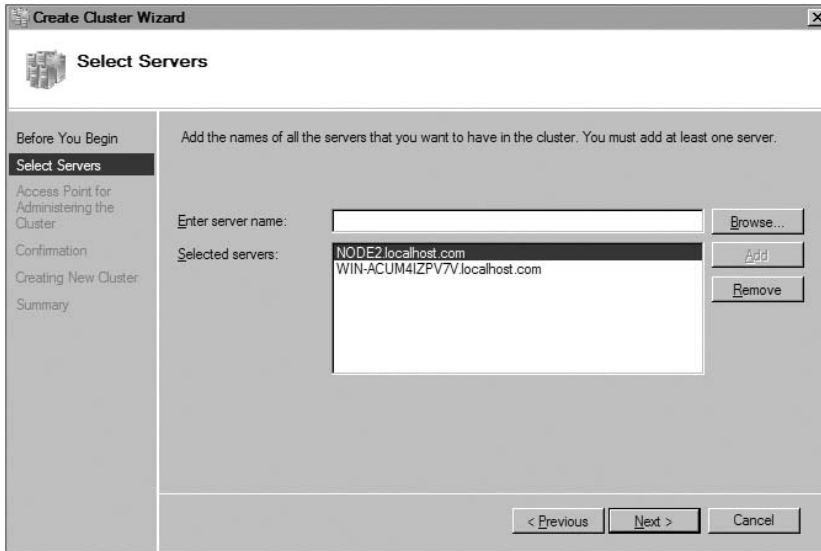 Create Cluster Wizard
Select Servers
Before You Begin
Select Servers
Access Point for
Administering the
Cluster
Confirmation
Creating New Cluster
Summary
Add the names of all the servers that you want to have in the cluster. You must add at least one server.
Enter server name:
Browse...
Selected servers:
NODE2.localhost.com
WIN-ACUM4IZPV7V.localhost.com
Add
Remove
< Previous
Next >
Cancel